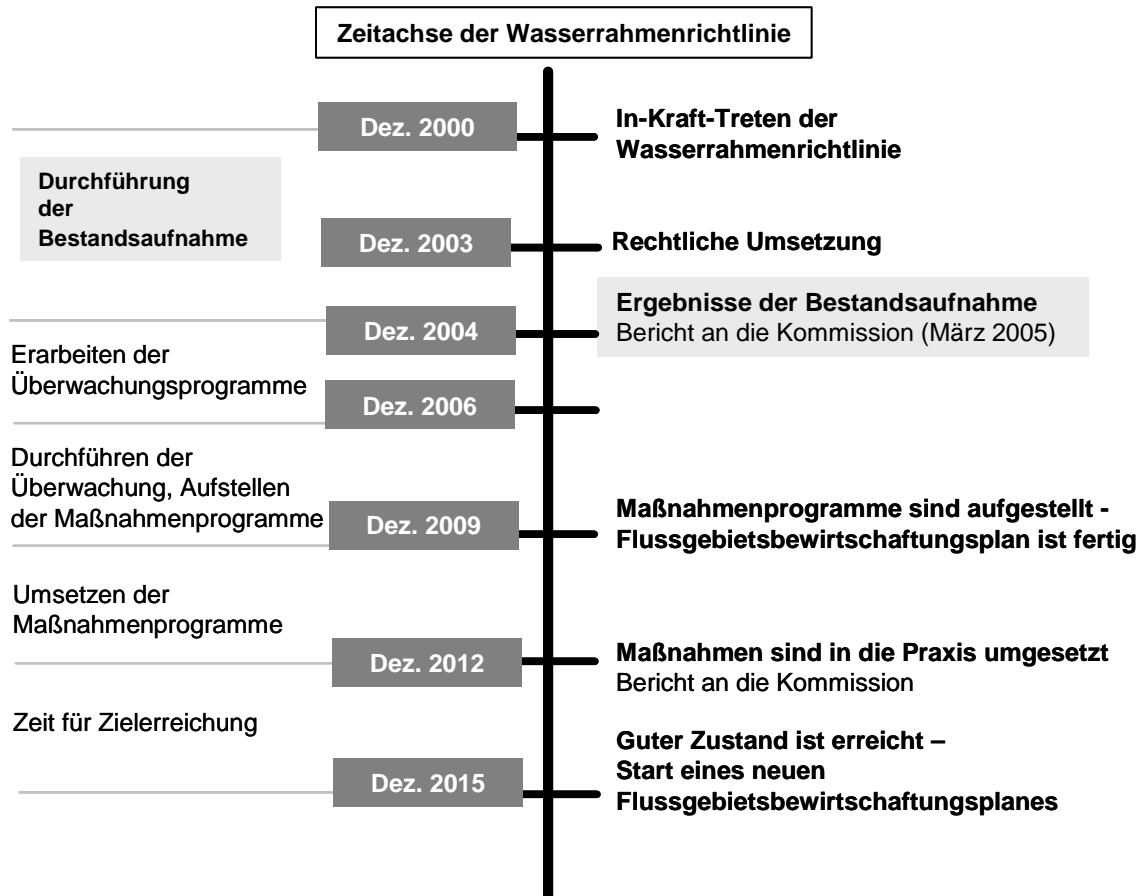 Zeitachse der Wasserrahmenrichtlinie
Dez. 2000
In-Kraft-Treten der
Wasserrahmenrichtlinie
Durchführung
der
Bestandsaufnahme
Dez. 2003
Rechtliche Umsetzung
Dez. 2004
Ergebnisse der Bestandsaufnahme
Bericht an die Kommission (März 2005)
Erarbeiten der
Überwachungsprogramme
Dez. 2006
Durchführen der
Überwachung, Aufstellen
der Maßnahmenprogramme
Dez. 2009
Maßnahmenprogramme sind aufgestellt -
Flussgebietsbewirtschaftungsplan ist fertig
Umsetzen der
Maßnahmenprogramme
Dez. 2012
Maßnahmen sind in die Praxis umgesetzt
Bericht an die Kommission
Zeit für Zielerreichung
Dez. 2015
Guter Zustand ist erreicht –
Start eines neuen
Flussgebietsbewirtschaftungsplanes